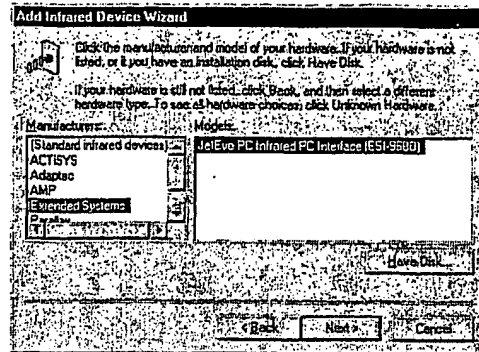 Add Infrared Device Wizard
Click the manufacturer and model of your hardware. If your hardware is not
listed, or if you have an installation disk, click Have Disk.
If your hardware is still not listed, click Back, and then select a different
hardware type. To see all hardware choices, click Unknown Hardware.
Manufacturers:
Models:
(Standard infrared devices)
ACTiSYS
Adaptec
AMP
Extended Systems
Parallax
JetEye PC Infrared PC Interface (ESI-9680)
Have Disk...
< Back
Next >
Cancel